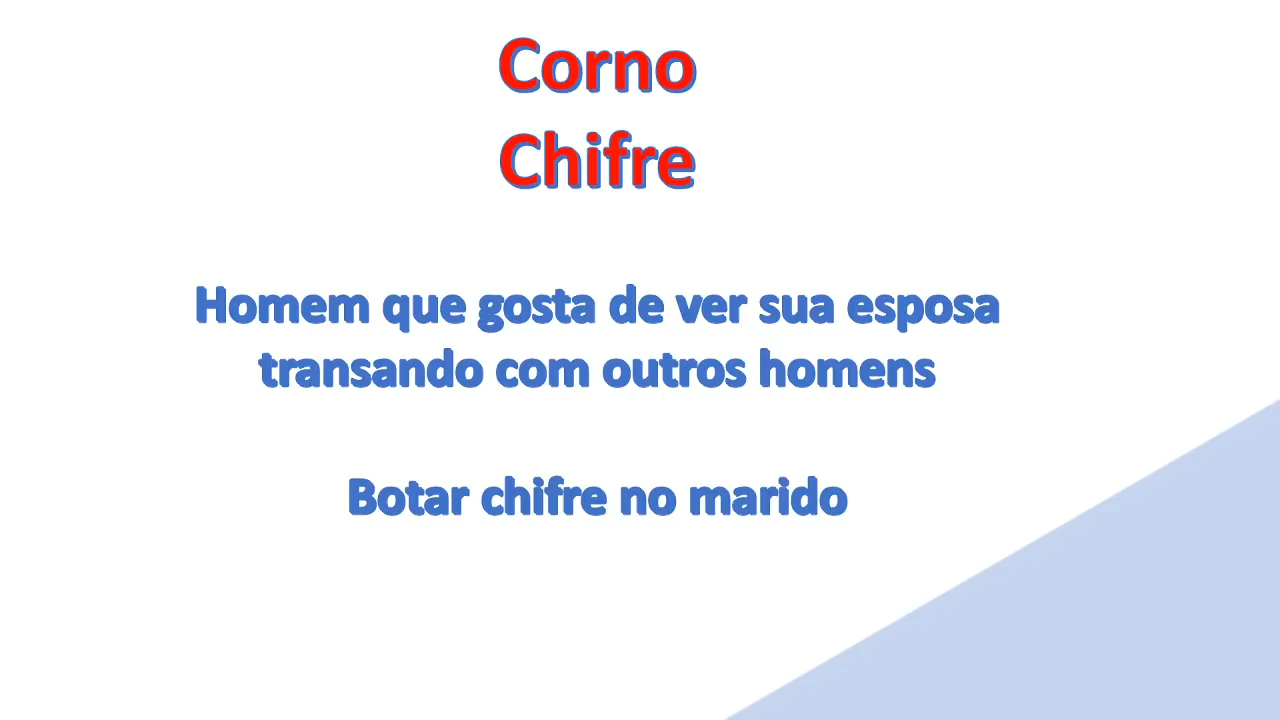 Corno
Chifre
Homem que gosta de ver sua esposa
transando com outros homens
Botar chifre no marido